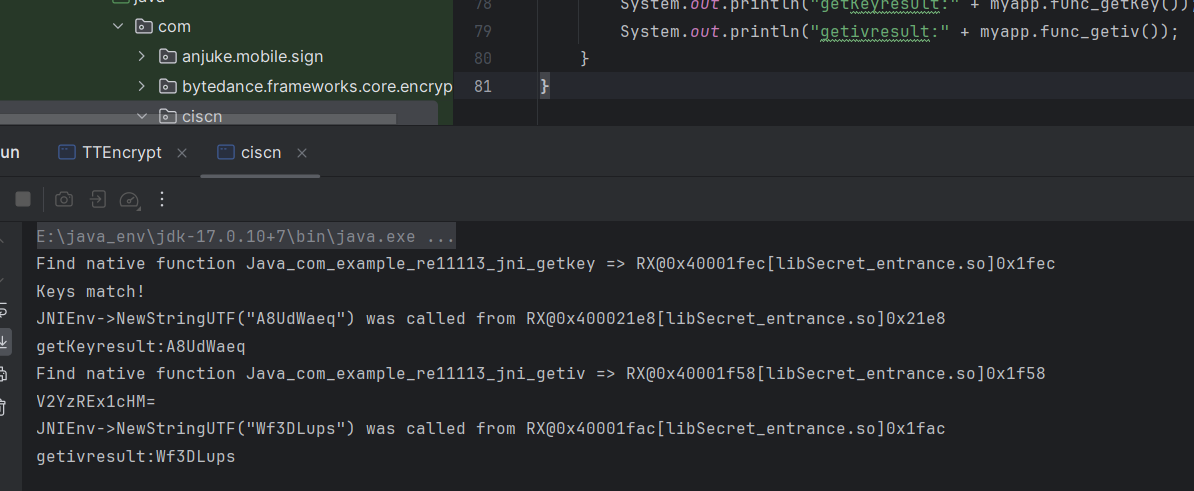 java
com
anjuke.mobile.sign
bytedance.frameworks.core.encryp
ciscn
78 System.out.println("getKeyresult:" + myapp.func_getKey());
79 System.out.println("getivresult:" + myapp.func_getiv());
80 }
81 }
un TTEncrypt ciscn
E:\java_env\jdk-17.0.10+7\bin\java.exe ...
Find native function Java_com_example_re11113_jni_getkey => RX@0x40001fec[libSecret_entrance.so]0x1fec
Keys match!
JNIEnv->NewStringUTF("A8UdWaeq") was called from RX@0x400021e8[libSecret_entrance.so]0x21e8
getKeyresult:A8UdWaeq
Find native function Java_com_example_re11113_jni_getiv => RX@0x40001f58[libSecret_entrance.so]0x1f58
V2YzREx1cHM=
JNIEnv->NewStringUTF("Wf3DLups") was called from RX@0x40001fac[libSecret_entrance.so]0x1fac
getivresult:Wf3DLups